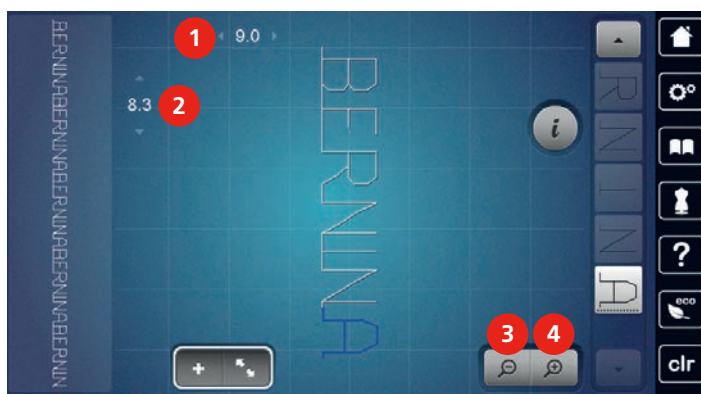 BERNINABERNINABERNINABERNINABERNIN
1
9.0
8.3
2
BERNINA
i
R
N
I
N
A
?
eco
clr
3
4
+